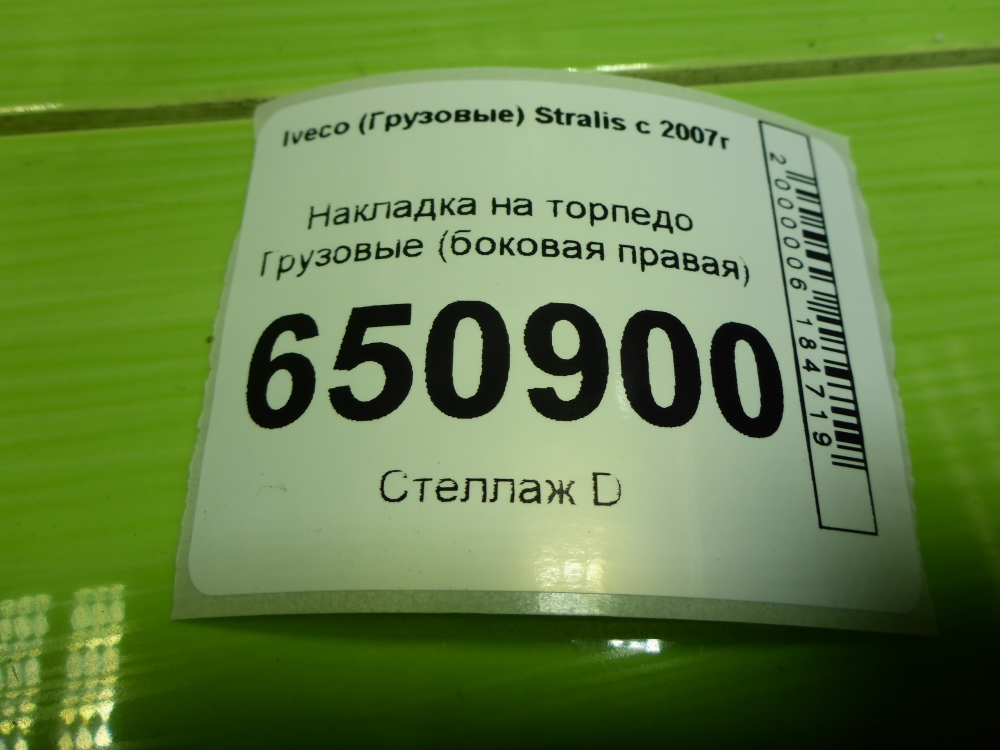 Iveco (Грузовые) Stralis с 2007г
Накладка на торпедо
Грузовые (боковая правая)
650900
Стеллаж D
2000006184719